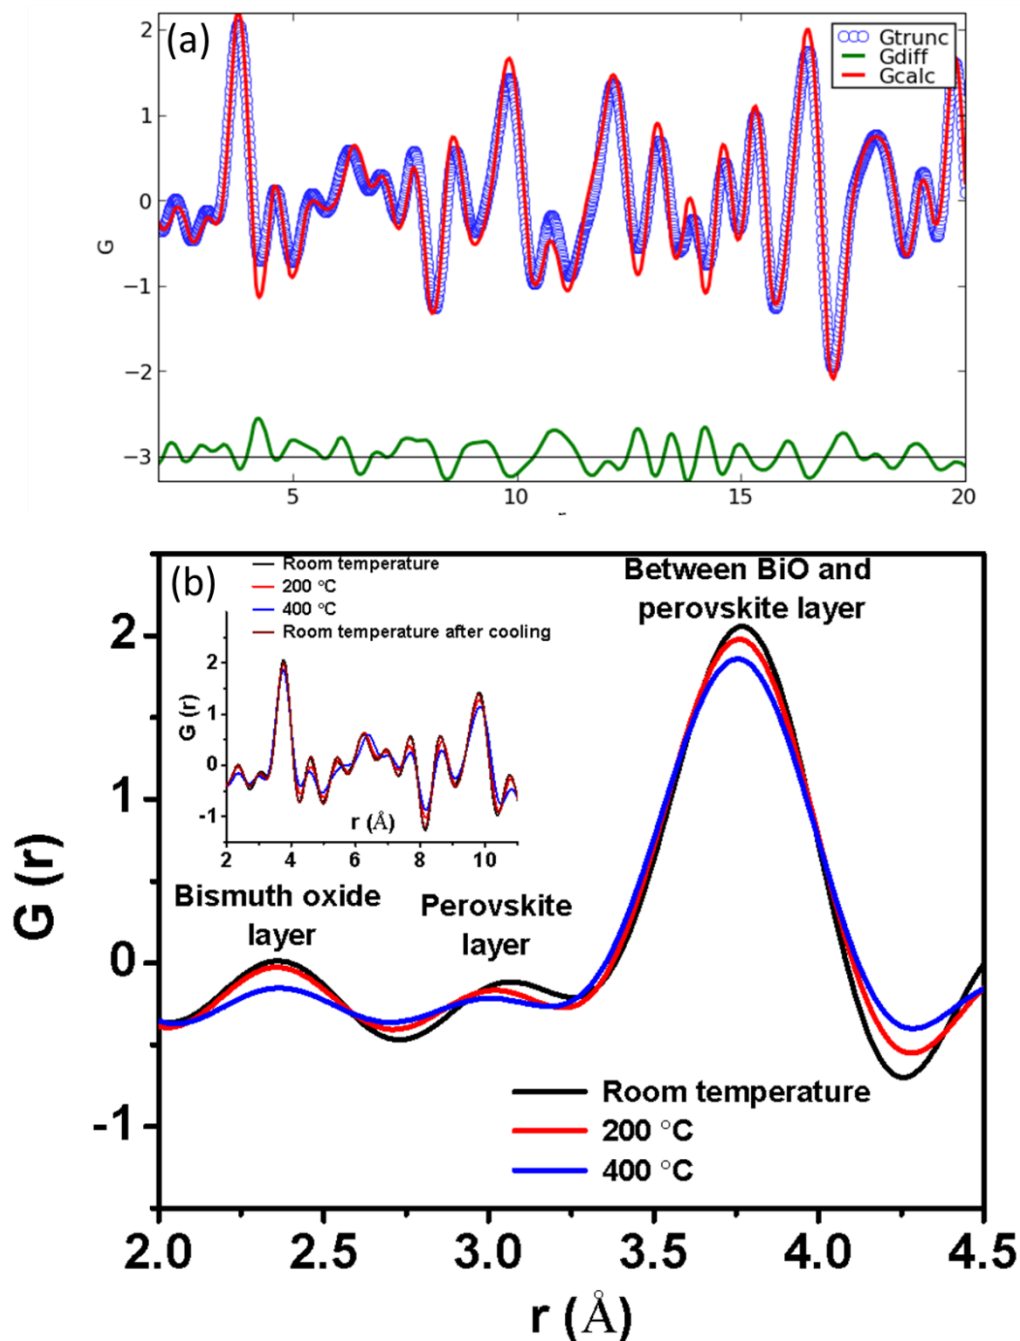 (a)
Gtrunc
Gdiff
Gcalc
2
1
0
−1
−2
−3
G
5
10
15
20
(b)
Room temperature
200 °C
400 °C
Room temperature after cooling
Between BiO and
perovskite layer
2
1
0
-1
G (r)
2
4
6
8
10
r (Å)
Bismuth oxide
layer
Perovskite
layer
Room temperature
200 °C
400 °C
2
1
0
-1
G (r)
2.0
2.5
3.0
3.5
4.0
4.5
r (Å)